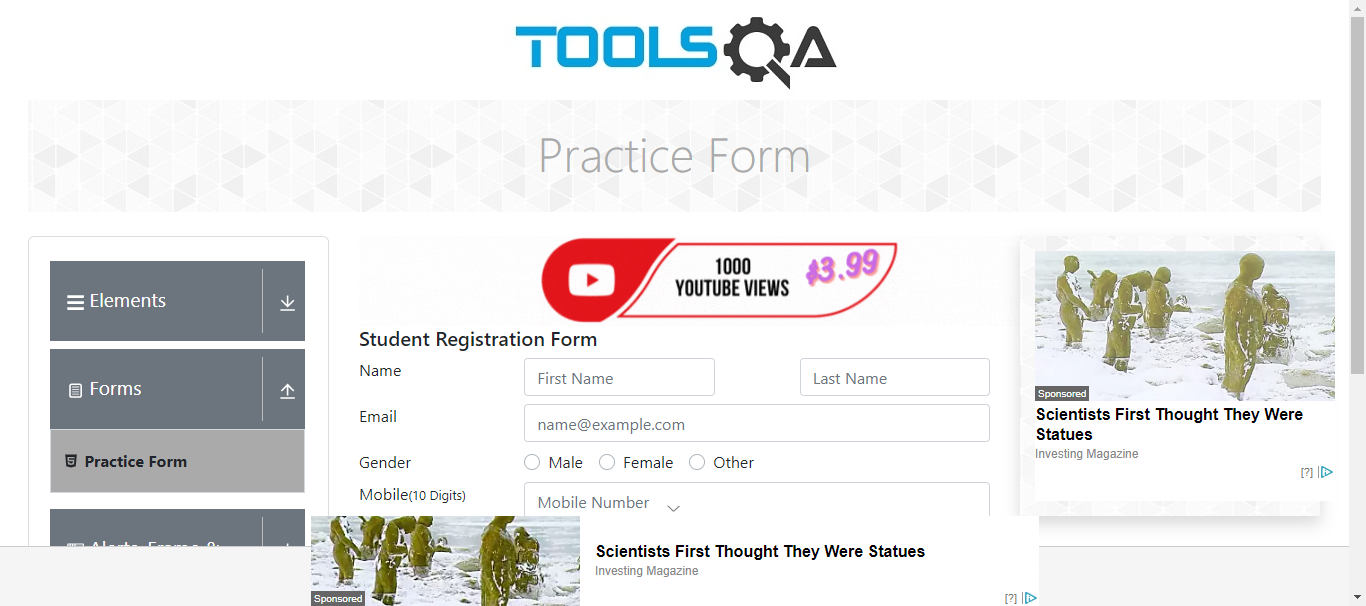 TOOLSQA
Practice Form
Elements
Forms
Practice Form
Alerts, Frame &
1000
YOUTUBE VIEWS
$3.99
Student Registration Form
Name
First Name
Last Name
Email
name@example.com
Gender
Male
Female
Other
Mobile(10 Digits)
Mobile Number
Sponsored
Scientists First Thought They Were
Statues
Investing Magazine
[?]
Sponsored
Scientists First Thought They Were Statues
Investing Magazine
[?]